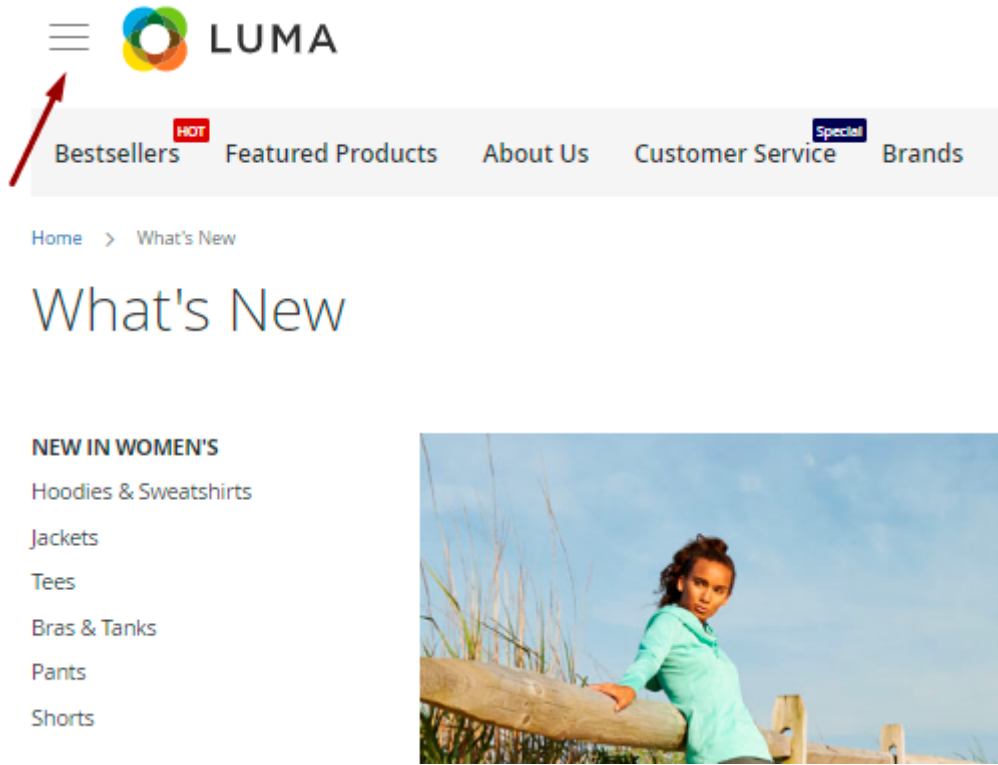 LUMA
HOT
Special
Bestsellers Featured Products About Us Customer Service Brands
Home > What's New
What's New
NEW IN WOMEN'S
Hoodies & Sweatshirts
Jackets
Tees
Bras & Tanks
Pants
Shorts